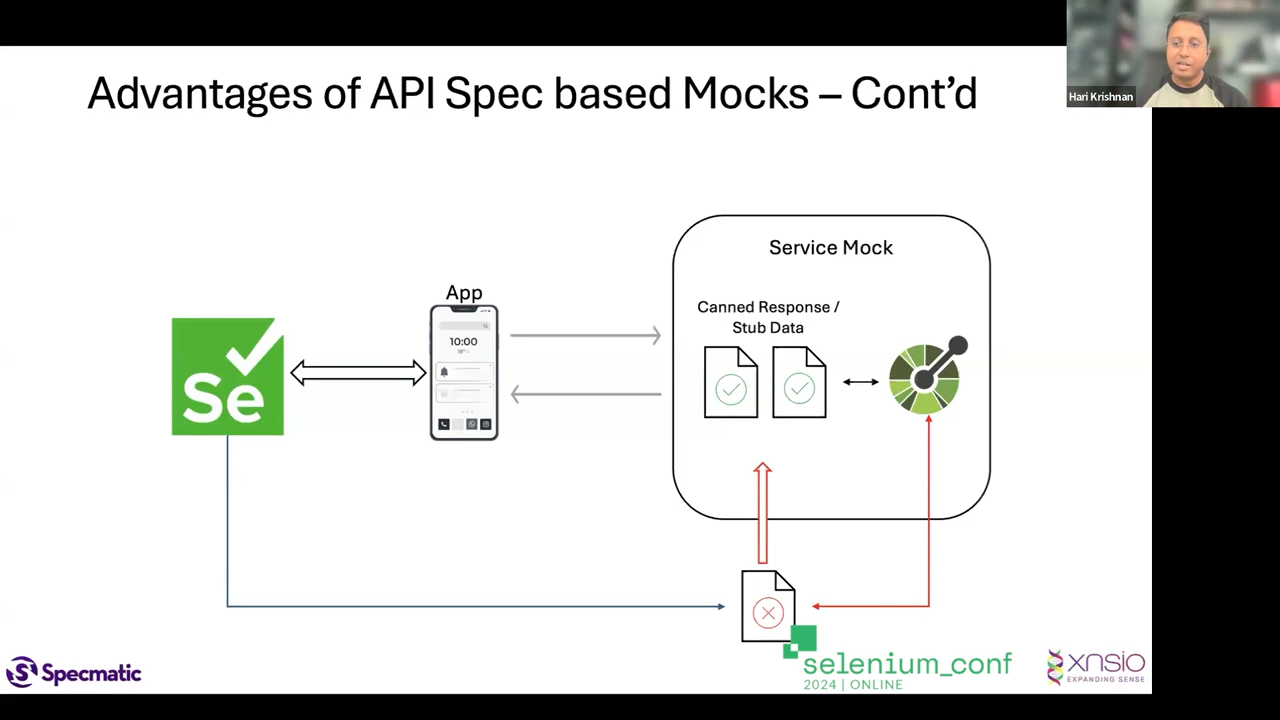 Advantages of API Spec based Mocks – Cont’d
Hari Krishnan
Service Mock
Canned Response /
Stub Data
App
10:00
Se
Specmatic
selenium_conf
2024 | ONLINE
xnsio
EXPANDING SENSE